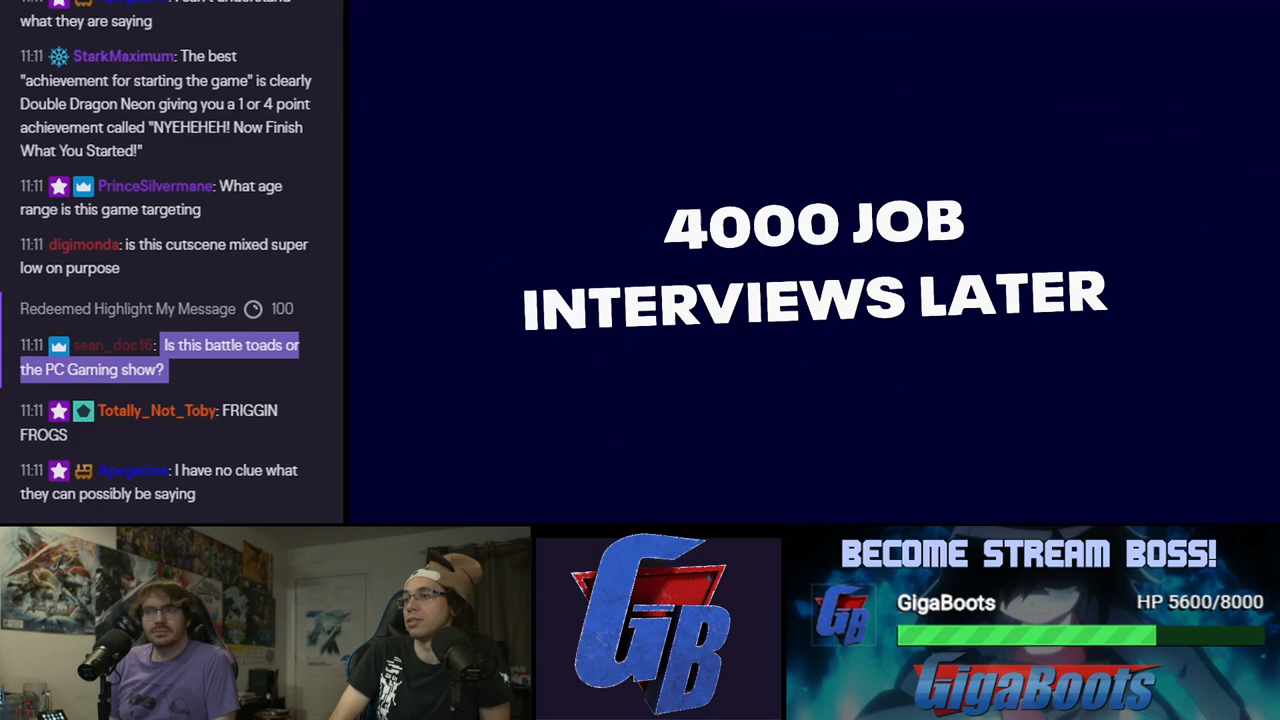 what they are saying
11:11 StarkMaximum: The best
"achievement for starting the game" is clearly
Double Dragon Neon giving you a 1 or 4 point
achievement called "NYEHEHEH! Now Finish
What You Started!"
11:11 PrinceSilvermane: What age
range is this game targeting
11:11 digimonda: is this cutscene mixed super
low on purpose
Redeemed Highlight My Message 100
11:11 sean_doc16: Is this battle toads or
the PC Gaming show?
11:11 Totally_Not_Toby: FRIGGIN
FROGS
11:11 Apogacine: I have no clue what
they can possibly be saying
4000 JOB
INTERVIEWS LATER
GB
BECOME STREAM BOSS!
GB
GigaBoots HP 5600/8000
GigaBoots